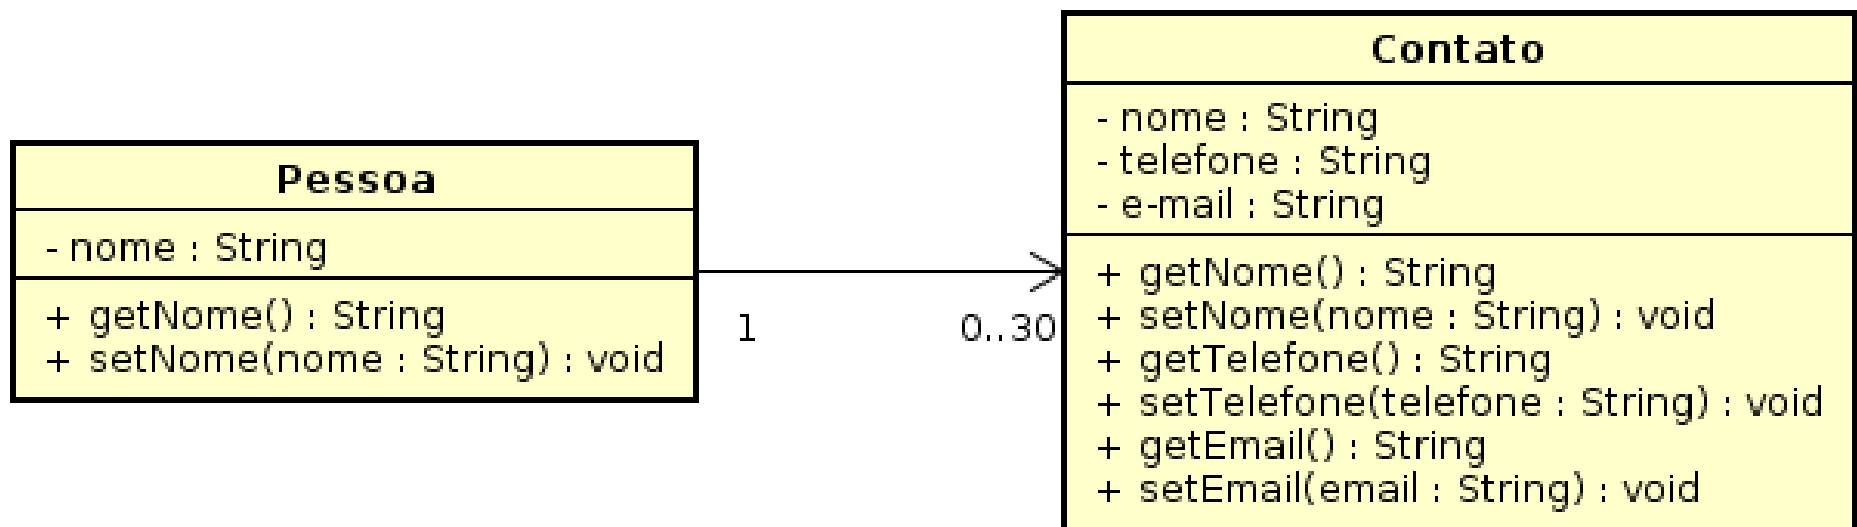 Pessoa
- nome : String
+ getNome() : String
+ setNome(nome : String) : void
1
0..30
Contato
- nome : String
- telefone : String
- e-mail : String
+ getNome() : String
+ setNome(nome : String) : void
+ getTelefone() : String
+ setTelefone(telefone : String) : void
+ getEmail() : String
+ setEmail(email : String) : void